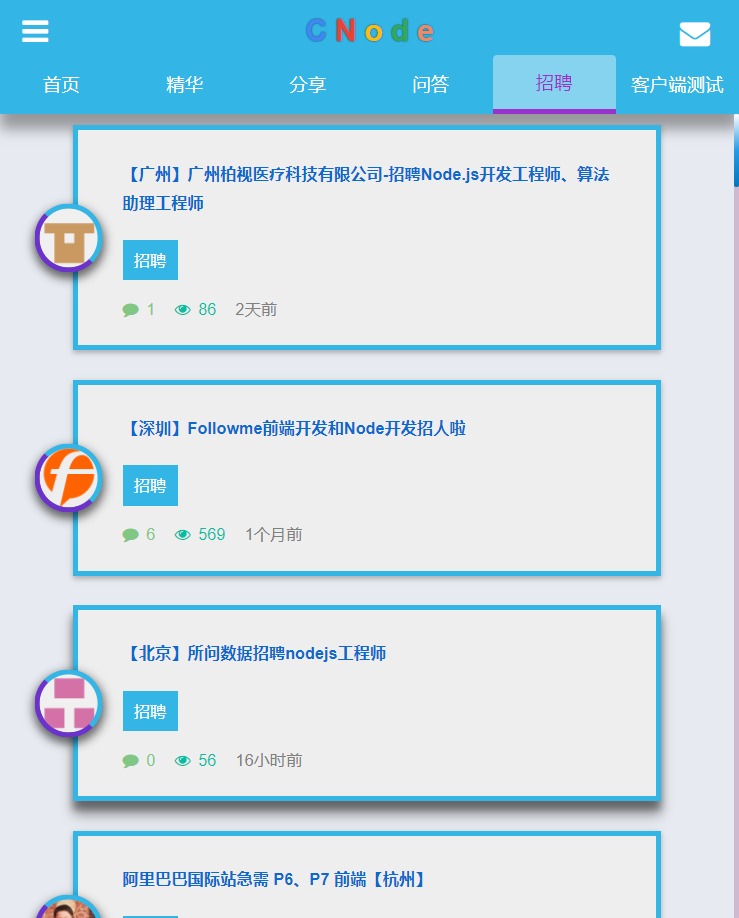 CNode
首页 精华 分享 问答 招聘 客户端测试
【广州】广州柏视医疗科技有限公司-招聘Node.js开发工程师、算法
助理工程师
招聘
1 86 2天前
【深圳】Followme前端开发和Node开发招人啦
招聘
6 569 1个月前
【北京】所问数据招聘nodejs工程师
招聘
0 56 16小时前
阿里巴巴国际站急需 P6、P7 前端【杭州】